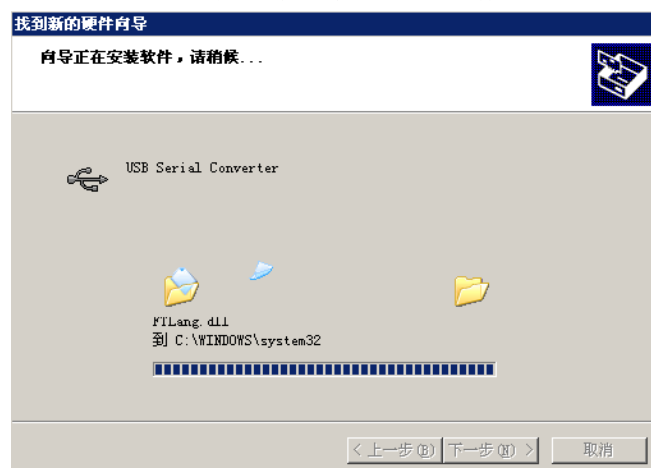 找到新的硬件向导
向导正在安装软件，请稍候...
USB Serial Converter
FTLang.dll
到 C:\WINDOWS\system32
< 上一步(B)
下一步(N) >
取消